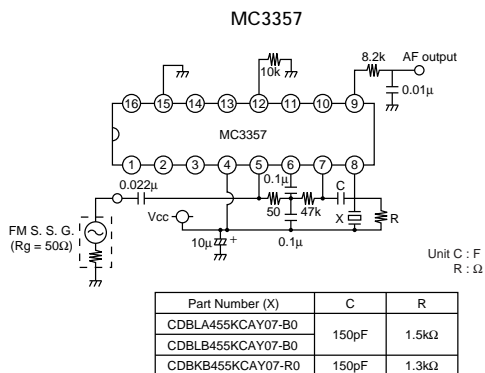 MC3357
8.2k
AF output
10k
0.01μ
16 15 14 13 12 11 10 9
MC3357
1 2 3 4 5 6 7 8
0.1μ
0.022μ
C
50
47k
X
R
Vcc
FM S. S. G.
(Rg = 50Ω)
10μ
+
0.1μ
Unit C : F
R : Ω
Part Number (X) C R
CDBLA455KCAY07-B0
150pF 1.5kΩ
CDBLB455KCAY07-B0
CDBKB455KCAY07-R0 150pF 1.3kΩ